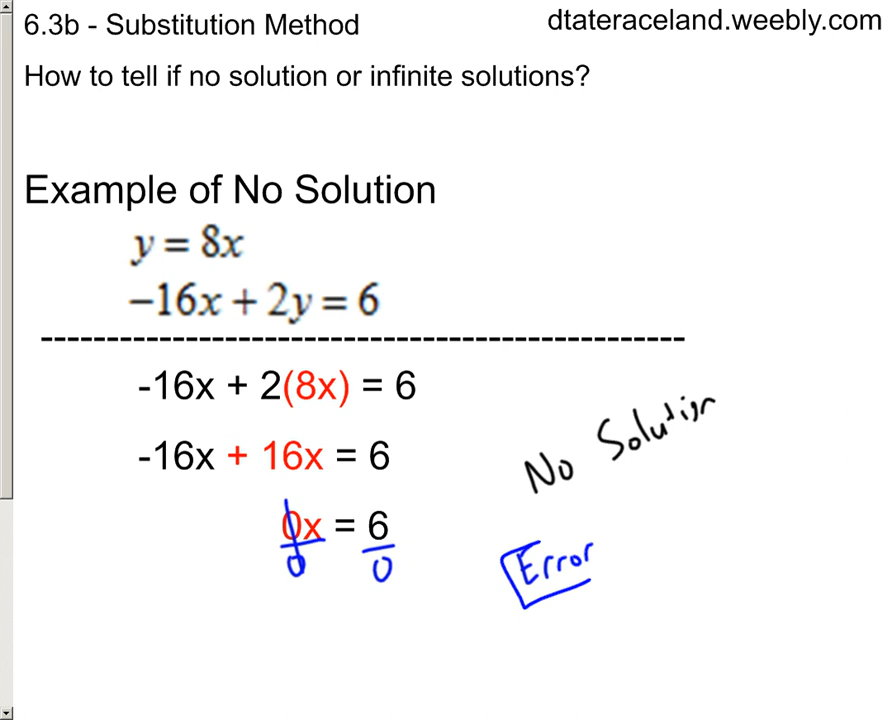 6.3b - Substitution Method
dtateraceland.weebly.com
How to tell if no solution or infinite solutions?
Example of No Solution
y = 8x
−16x + 2y = 6
-16x + 2(8x) = 6
-16x + 16x = 6
No Solution
0x = 6
0 0
Error